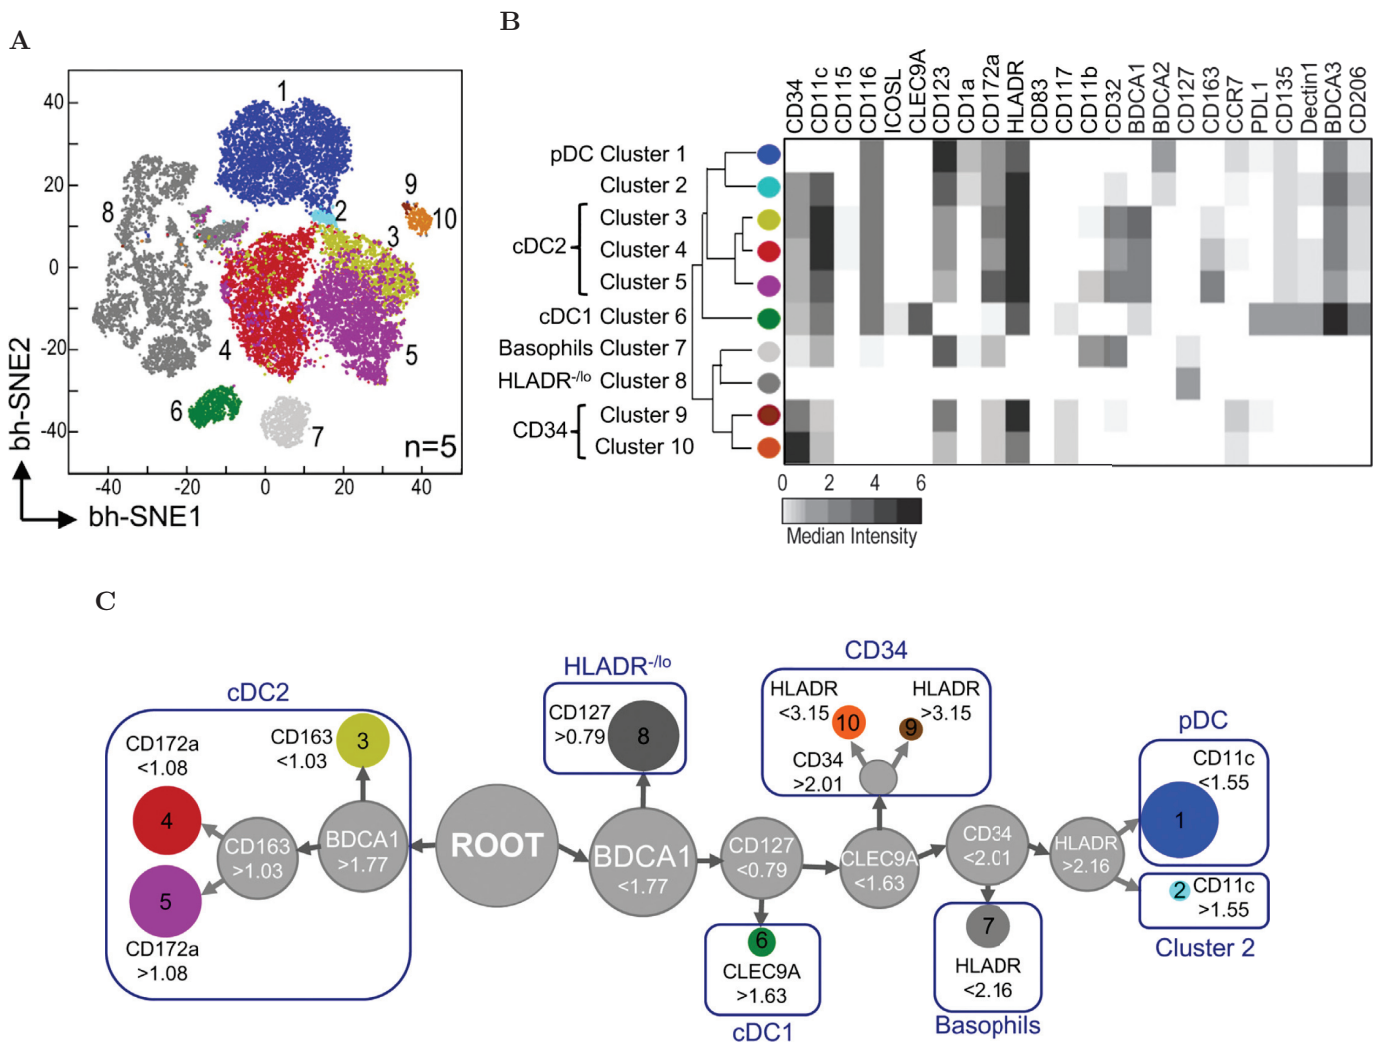 A
40
20
0
-20
-40
-40
-20
0
20
40
1
2
3
4
5
6
7
8
9
10
n=5
bh-SNE2
bh-SNE1
B
CD34
CD11c
CD115
CD116
ICOSL
CLEC9A
CD123
CD1a
CD172a
HLADR
CD83
CD117
CD11b
CD32
BDCA1
BDCA2
CD127
CD163
CCR7
PDL1
CD135
Dectin1
BDCA3
CD206
pDC Cluster 1
Cluster 2
Cluster 3
cDC2 Cluster 4
Cluster 5
cDC1 Cluster 6
Basophils Cluster 7
HLADR-/lo Cluster 8
Cluster 9
CD34
Cluster 10
0 2 4 6
Median Intensity
C
cDC2
CD172a
<1.08
4
5
CD172a
>1.08
CD163
<1.03
3
CD163
>1.03
BDCA1
>1.77
ROOT
HLADR-/lo
CD127
>0.79
8
BDCA1
<1.77
CD127
<0.79
6
CLEC9A
>1.63
cDC1
CD34
HLADR
<3.15
10
HLADR
>3.15
9
CD34
>2.01
CLEC9A
<1.63
CD34
<2.01
7
HLADR
<2.16
Basophils
HLADR
>2.16
pDC
CD11c
<1.55
1
2
CD11c
>1.55
Cluster 2